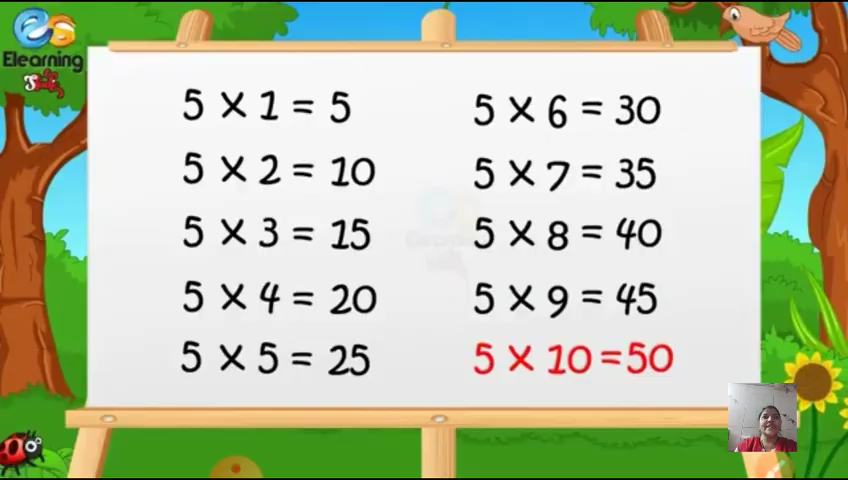 es
Elearning
5 × 1 = 5
5 × 2 = 10
5 × 3 = 15
5 × 4 = 20
5 × 5 = 25
5 × 6 = 30
5 × 7 = 35
5 × 8 = 40
5 × 9 = 45
5 × 10 = 50